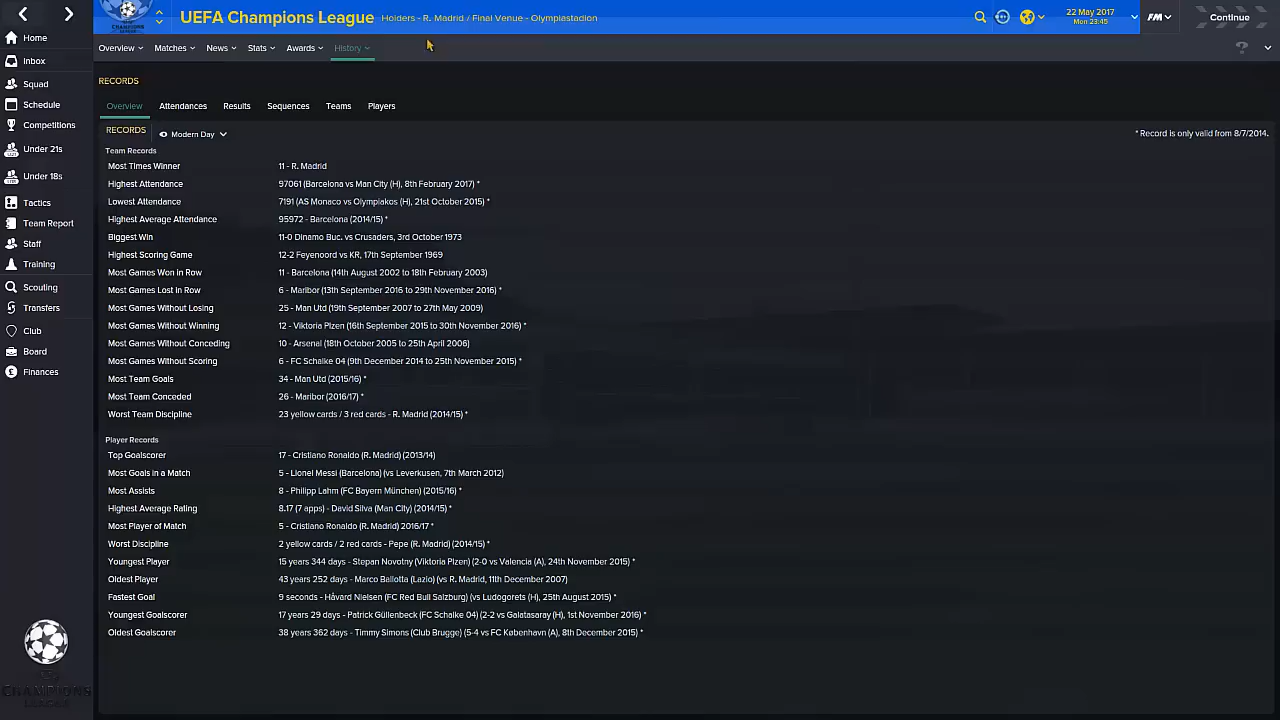 UEFA Champions League Holders - R. Madrid / Final Venue - Olympiastadion
22 May 2017
Mon 23:45
FM
Continue
Home
Inbox
Squad
Schedule
Competitions
Under 21s
Under 18s
Tactics
Team Report
Staff
Training
Scouting
Transfers
Club
Board
Finances
Overview Matches News Stats Awards History
RECORDS
Overview Attendances Results Sequences Teams Players
RECORDS Modern Day * Record is only valid from 8/7/2014.
Team Records
Most Times Winner 11 - R. Madrid
Highest Attendance 97061 (Barcelona vs Man City (H), 8th February 2017) *
Lowest Attendance 7191 (AS Monaco vs Olympiakos (H), 21st October 2015) *
Highest Average Attendance 95972 - Barcelona (2014/15) *
Biggest Win 11-0 Dinamo Buc. vs Crusaders, 3rd October 1973
Highest Scoring Game 12-2 Feyenoord vs KR, 17th September 1969
Most Games Won in Row 11 - Barcelona (14th August 2002 to 18th February 2003)
Most Games Lost in Row 6 - Maribor (13th September 2016 to 29th November 2016) *
Most Games Without Losing 25 - Man Utd (19th September 2007 to 27th May 2009)
Most Games Without Winning 12 - Viktoria Plzen (16th September 2015 to 30th November 2016) *
Most Games Without Conceding 10 - Arsenal (18th October 2005 to 25th April 2006)
Most Games Without Scoring 6 - FC Schalke 04 (9th December 2014 to 25th November 2015) *
Most Team Goals 34 - Man Utd (2015/16) *
Most Team Conceded 26 - Maribor (2016/17) *
Worst Team Discipline 23 yellow cards / 3 red cards - R. Madrid (2014/15) *
Player Records
Top Goalscorer 17 - Cristiano Ronaldo (R. Madrid) (2013/14)
Most Goals in a Match 5 - Lionel Messi (Barcelona) (vs Leverkusen, 7th March 2012)
Most Assists 8 - Philipp Lahm (FC Bayern München) (2015/16) *
Highest Average Rating 8.17 (7 apps) - David Silva (Man City) (2014/15) *
Most Player of Match 5 - Cristiano Ronaldo (R. Madrid) 2016/17 *
Worst Discipline 2 yellow cards / 2 red cards - Pepe (R. Madrid) (2014/15) *
Youngest Player 15 years 344 days - Stepan Novotny (Viktoria Plzen) (2-0 vs Valencia (A), 24th November 2015) *
Oldest Player 43 years 252 days - Marco Ballotta (Lazio) (vs R. Madrid, 11th December 2007)
Fastest Goal 9 seconds - Håvard Nielsen (FC Red Bull Salzburg) (vs Ludogorets (H), 25th August 2015) *
Youngest Goalscorer 17 years 29 days - Patrick Güllenbeck (FC Schalke 04) (2-2 vs Galatasaray (H), 1st November 2016) *
Oldest Goalscorer 38 years 362 days - Timmy Simons (Club Brugge) (5-4 vs FC København (A), 8th December 2015) *
CHAMPIONS
LEAGUE